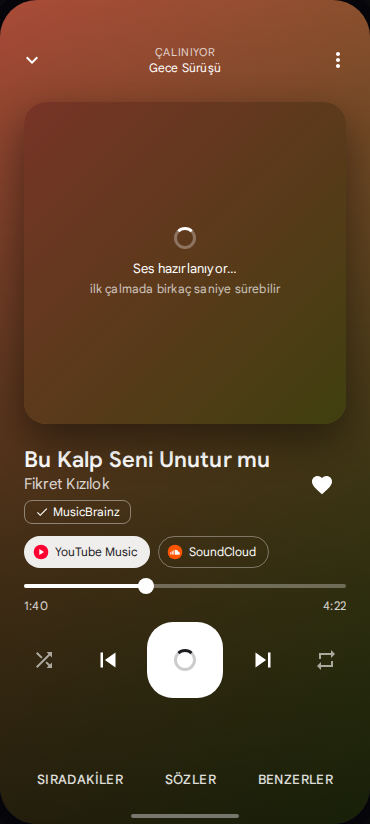 ÇALINIYOR
Gece Sürüşü
Ses hazırlanıyor...
ilk çalmada birkaç saniye sürebilir
Bu Kalp Seni Unutur mu
Fikret Kızılok
MusicBrainz
YouTube Music
SoundCloud
1:40
4:22
SIRADAKİLER
SÖZLER
BENZERLER